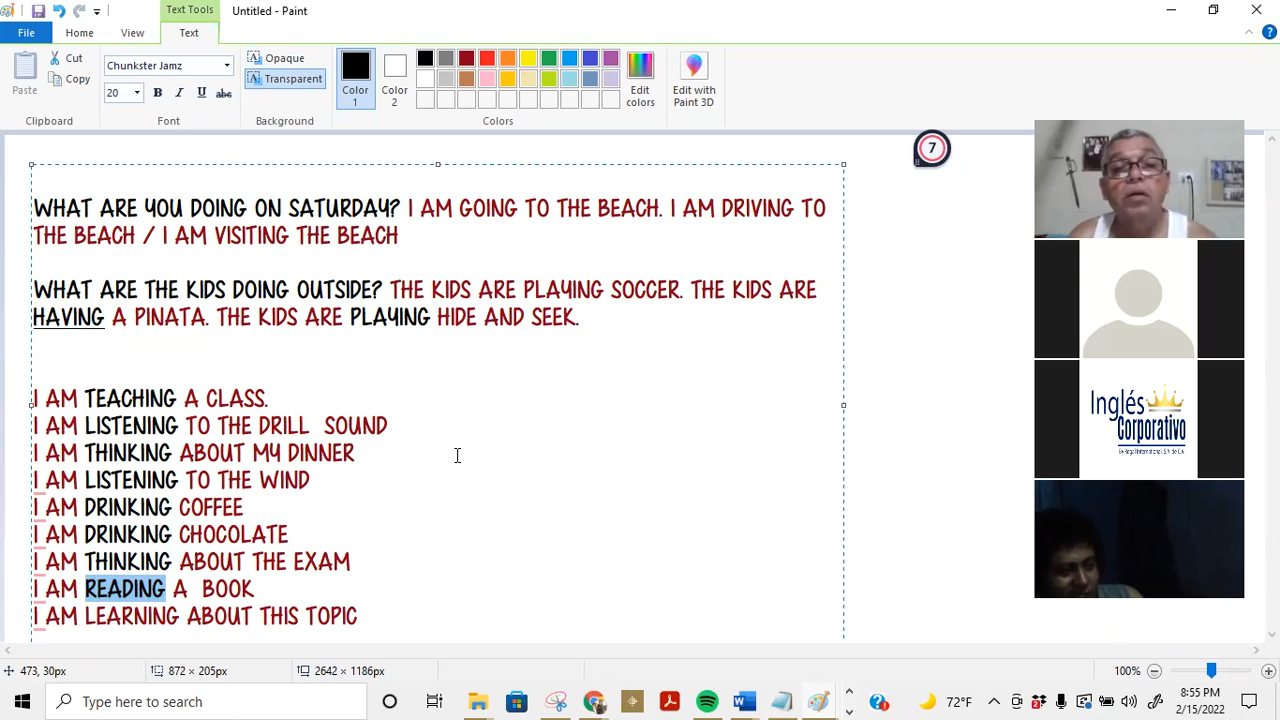 Text Tools
Untitled - Paint
File
Home
View
Text
Paste
Cut
Copy
Clipboard
Chunkster Jamz
20
B I U abc
Font
Opaque
Transparent
Background
Color 1
Color 2
Edit colors
Colors
Edit with Paint 3D
7
WHAT ARE YOU DOING ON SATURDAY? I AM GOING TO THE BEACH. I AM DRIVING TO
THE BEACH / I AM VISITING THE BEACH
WHAT ARE THE KIDS DOING OUTSIDE? THE KIDS ARE PLAYING SOCCER. THE KIDS ARE
HAVING A PINATA. THE KIDS ARE PLAYING HIDE AND SEEK.
I AM TEACHING A CLASS.
I AM LISTENING TO THE DRILL SOUND
I AM THINKING ABOUT MY DINNER
I AM LISTENING TO THE WIND
I AM DRINKING COFFEE
I AM DRINKING CHOCOLATE
I AM THINKING ABOUT THE EXAM
I AM READING A BOOK
I AM LEARNING ABOUT THIS TOPIC
Inglés
Corporativo
473, 30px
872 × 205px
2642 × 1186px
100%
Type here to search
72°F
8:55 PM
2/15/2022